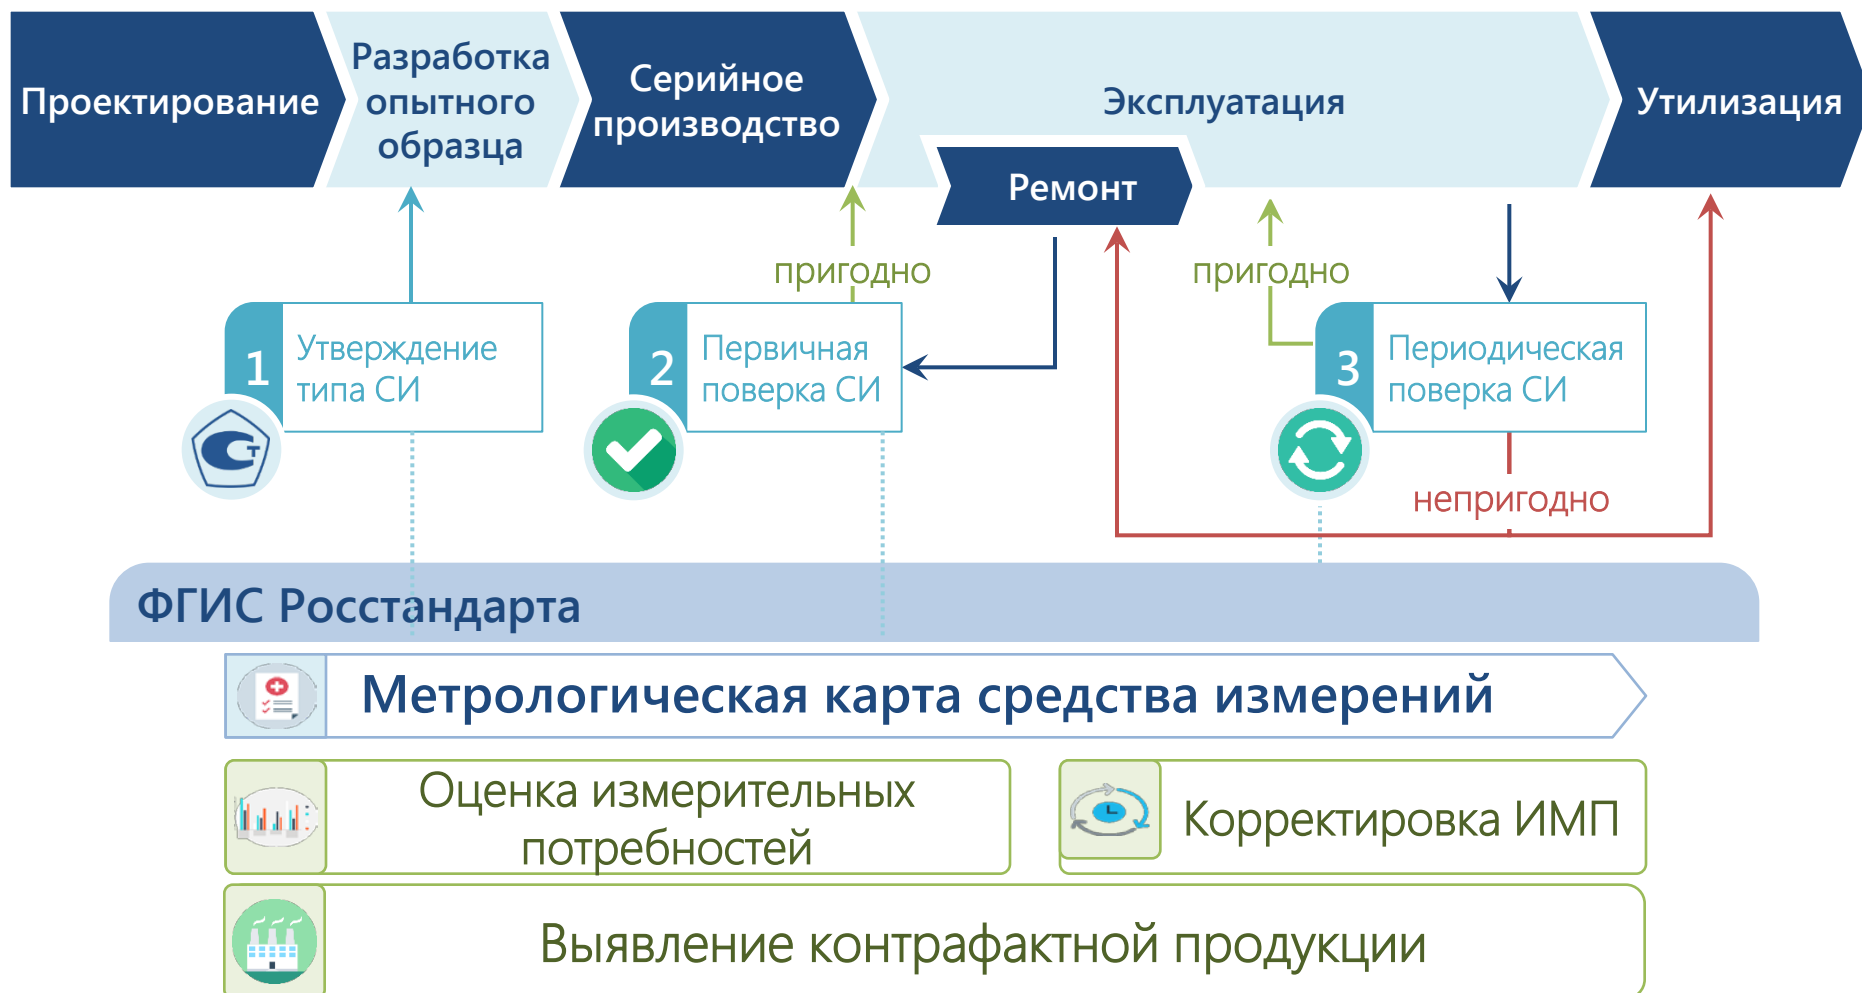 Проектирование
Разработка
опытного
образца
Серийное
производство
Эксплуатация
Утилизация
Ремонт
пригодно
пригодно
1
Утверждение
типа СИ
2
Первичная
поверка СИ
3
Периодическая
поверка СИ
Ст
непригодно
ФГИС Росстандарта
Метрологическая карта средства измерений
Оценка измерительных
потребностей
Корректировка ИМП
Выявление контрафактной продукции